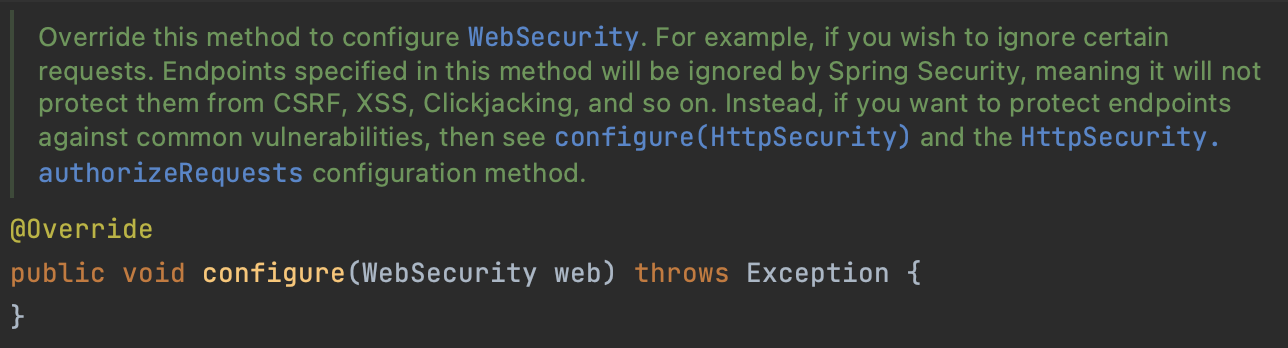 Override this method to configure WebSecurity. For example, if you wish to ignore certain
requests. Endpoints specified in this method will be ignored by Spring Security, meaning it will not
protect them from CSRF, XSS, Clickjacking, and so on. Instead, if you want to protect endpoints
against common vulnerabilities, then see configure(HttpSecurity) and the HttpSecurity.
authorizeRequests configuration method.
@Override
public void configure(WebSecurity web) throws Exception {
}